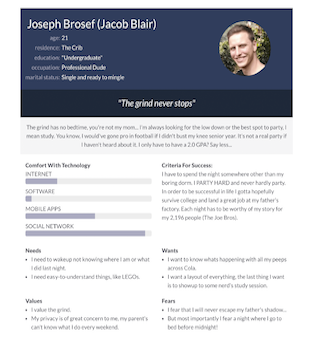 Joseph Brosef (Jacob Blair)
age: 21
residence: The Crib
education: "Undergraduate"
occupation: Professional Dude
marital status: Single and ready to mingle
"The grind never stops"
The grind has no bedtime, you're not my mom... I'm always looking for the low down or the best spot to party, I
mean study. You know, I would've gone pro in football if I didn't bust my knee senior year. It's not a real party if
I haven't heard about it. I only have to have a 2.0 GPA? Say less...
Comfort With Technology
INTERNET
SOFTWARE
MOBILE APPS
SOCIAL NETWORK
Criteria For Success:
I have to spend the night somewhere other than my
boring dorm. I PARTY HARD and never hardly party.
In order to be successful in life I gotta hopefully
survive college and land a great job at my father's
factory. Each night has to be worthy of my story for
my 2,196 people (The Joe Bros).
Needs
I need to wakeup not knowing where I am or what
I did last night.
I need easy-to-understand things, like LEGOs.
Wants
I want to know whats happening with all my peeps
across Cola.
I want a layout of everything, the last thing I want
is to showup to some nerd's study session.
Values
I value the grind.
My privacy is of great concern to me, my parent's
can't know what I do every weekend.
Fears
I fear that I will never escape my father's shadow...
But most importantly I fear a night where I go to
bed before midnight!